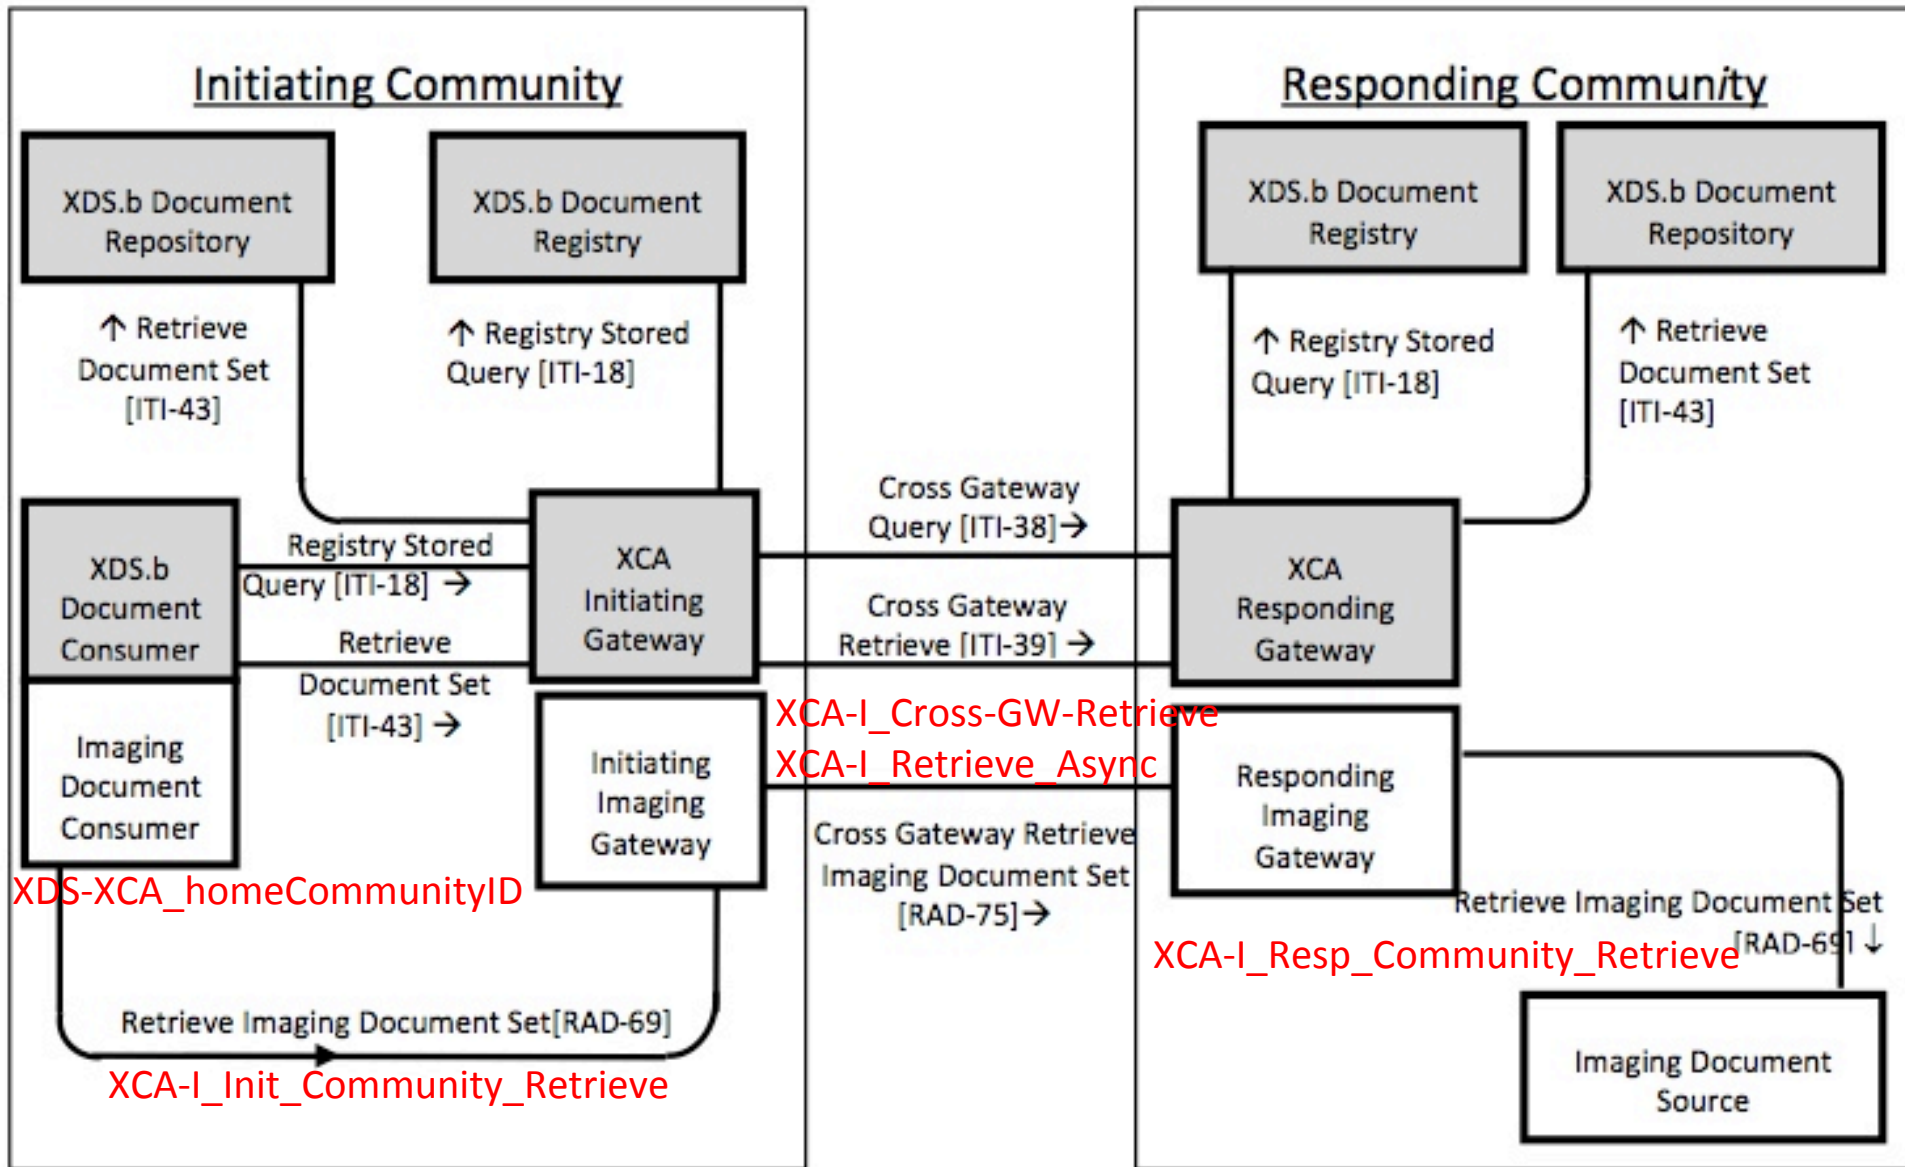 Initiating Community
XDS.b Document
Repository
XDS.b Document
Registry
↑ Retrieve
Document Set
[ITI-43]
↑ Registry Stored
Query [ITI-18]
XDS.b
Document
Consumer
Registry Stored
Query [ITI-18] →
Retrieve
Document Set
[ITI-43] →
XCA
Initiating
Gateway
Imaging
Document
Consumer
Initiating
Imaging
Gateway
XDS-XCA_homeCommunityID
Retrieve Imaging Document Set[RAD-69]
XCA-I_Init_Community_Retrieve
Cross Gateway
Query [ITI-38]→
Cross Gateway
Retrieve [ITI-39] →
XCA-I_Cross-GW-Retrieve
XCA-I_Retrieve_Async
Cross Gateway Retrieve
Imaging Document Set
[RAD-75]→
Responding Community
XDS.b Document
Registry
XDS.b Document
Repository
↑ Registry Stored
Query [ITI-18]
↑ Retrieve
Document Set
[ITI-43]
XCA
Responding
Gateway
Responding
Imaging
Gateway
Retrieve Imaging Document Set
[RAD-69] ↓
XCA-I_Resp_Community_Retrieve
Imaging Document
Source